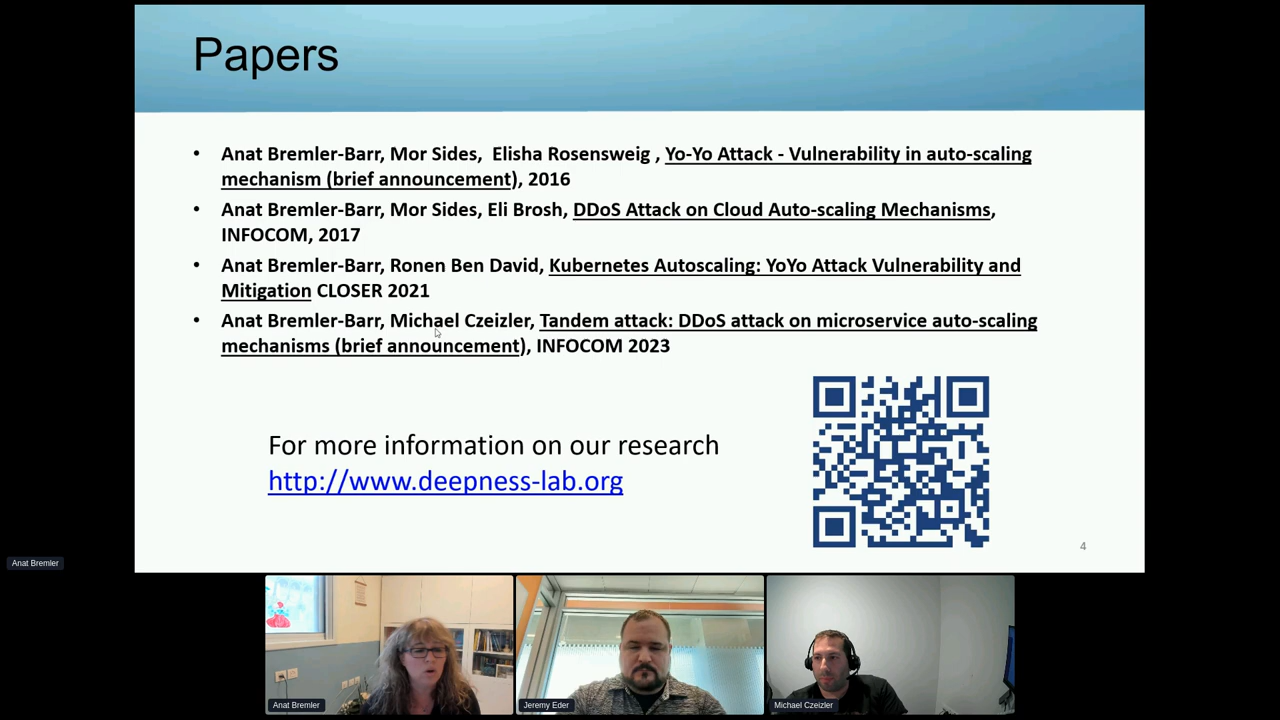 Papers
• Anat Bremler-Barr, Mor Sides, Elisha Rosensweig , Yo-Yo Attack - Vulnerability in auto-scaling
mechanism (brief announcement), 2016
• Anat Bremler-Barr, Mor Sides, Eli Brosh, DDoS Attack on Cloud Auto-scaling Mechanisms,
INFOCOM, 2017
• Anat Bremler-Barr, Ronen Ben David, Kubernetes Autoscaling: YoYo Attack Vulnerability and
Mitigation CLOSER 2021
• Anat Bremler-Barr, Michael Czeizler, Tandem attack: DDoS attack on microservice auto-scaling
mechanisms (brief announcement), INFOCOM 2023
For more information on our research
http://www.deepness-lab.org
4
Anat Bremler
Anat Bremler
Jeremy Eder
Michael Czeizler